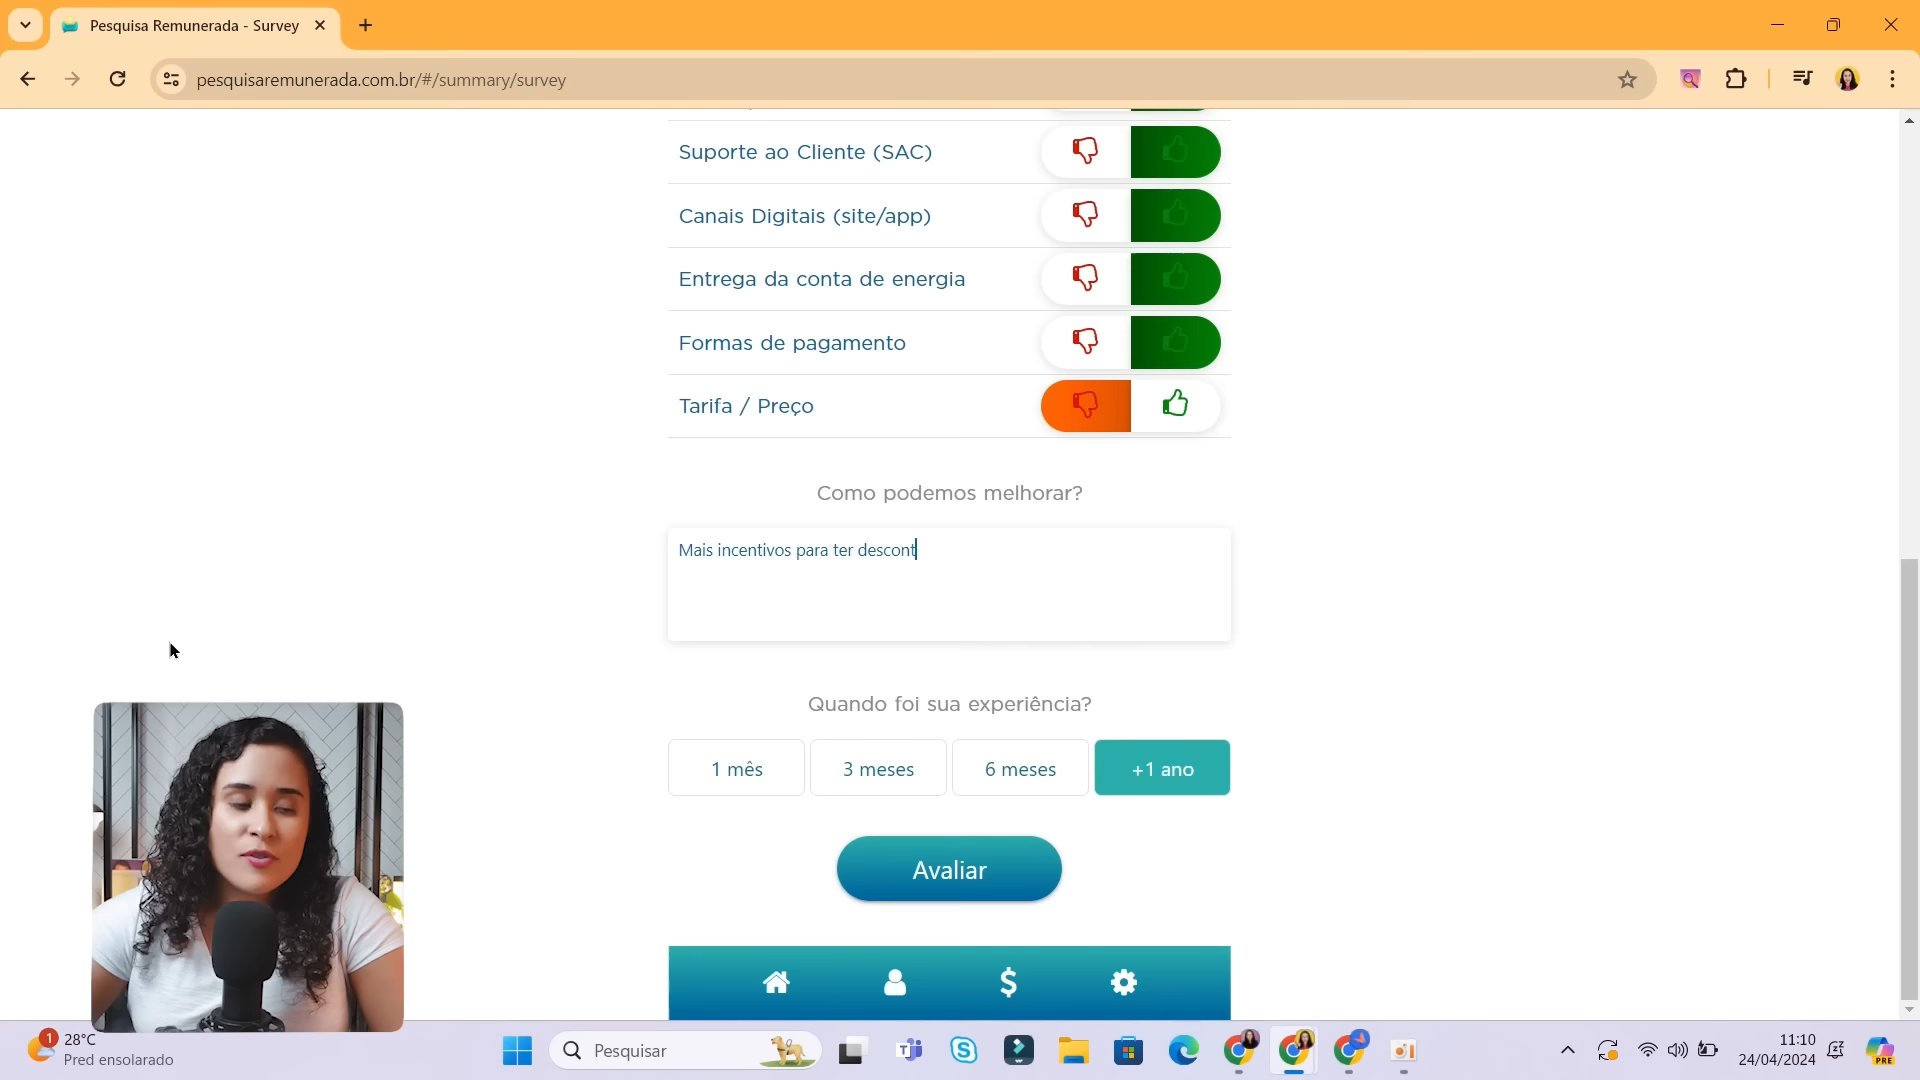 Pesquisa Remunerada - Survey
pesquisaremunerada.com.br/#/summary/survey
Suporte ao Cliente (SAC)
Canais Digitais (site/app)
Entrega da conta de energia
Formas de pagamento
Tarifa / Preço
Como podemos melhorar?
Mais incentivos para ter descont
Quando foi sua experiência?
1 mês
3 meses
6 meses
+1 ano
Avaliar
1
28°C
Pred ensolarado
Pesquisar
11:10
24/04/2024
PRE